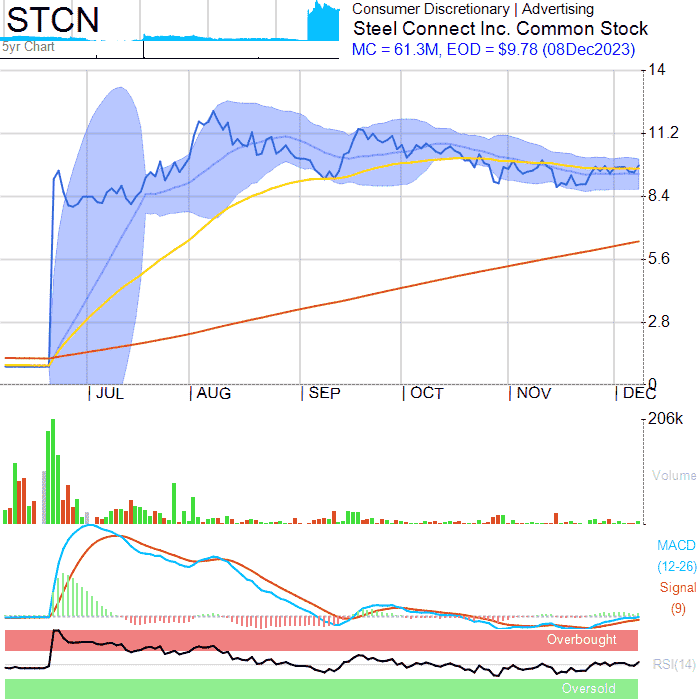 STCN
5yr Chart
Consumer Discretionary | Advertising
Steel Connect Inc. Common Stock
MC = 61.3M, EOD = $9.78 (08Dec2023)
14
11.2
8.4
5.6
2.8
0
JUL AUG SEP OCT NOV DEC
206k
Volume
MACD
(12-26)
Signal
(9)
Overbought
RSI(14)
Oversold